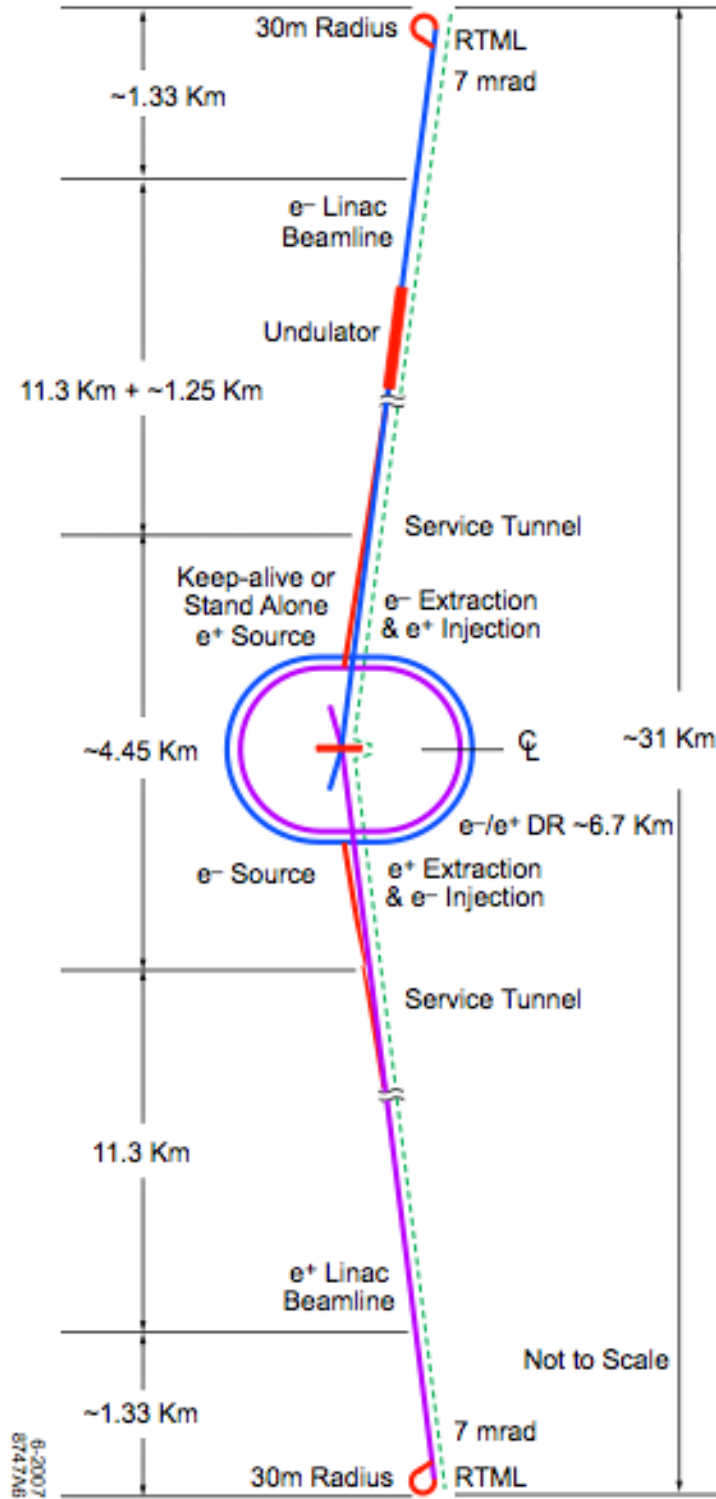 30m Radius
RTML
7 mrad
~1.33 Km
e– Linac
Beamline
Undulator
11.3 Km + ~1.25 Km
Service Tunnel
Keep-alive or
Stand Alone
e+ Source
e– Extraction
& e+ Injection
~4.45 Km
℄
~31 Km
e–/e+ DR ~6.7 Km
e– Source
e+ Extraction
& e– Injection
Service Tunnel
11.3 Km
e+ Linac
Beamline
Not to Scale
~1.33 Km
7 mrad
30m Radius
RTML
6-2007
8747A6